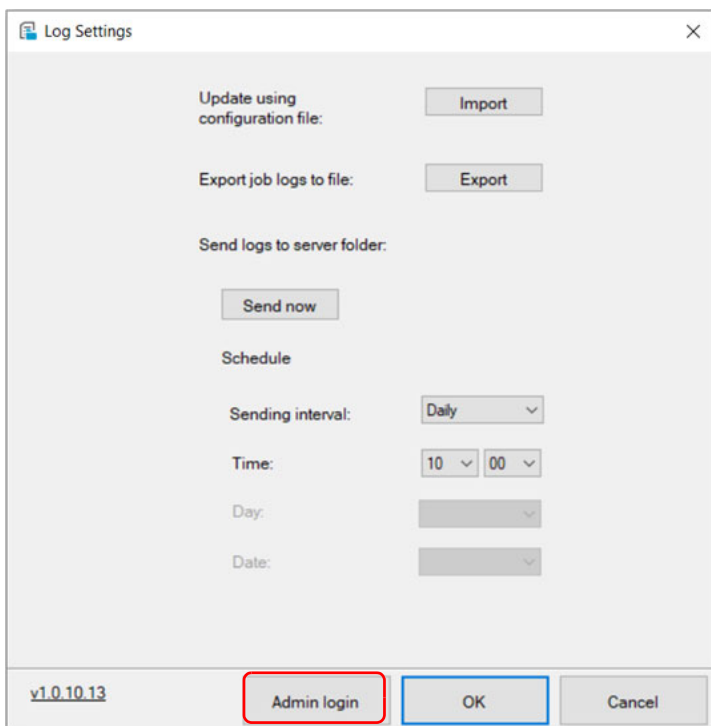 Log Settings
Update using
configuration file:
Import
Export job logs to file:
Export
Send logs to server folder:
Send now
Schedule
Sending interval:
Daily
Time:
10
00
Day:
Date:
v1.0.10.13
Admin login
OK
Cancel